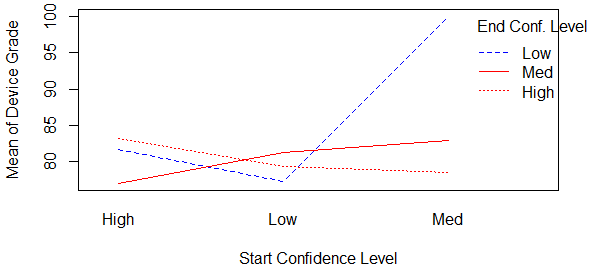 Mean of Device Grade
100
95
90
85
80
End Conf. Level
Low
Med
High
High Low Med
Start Confidence Level